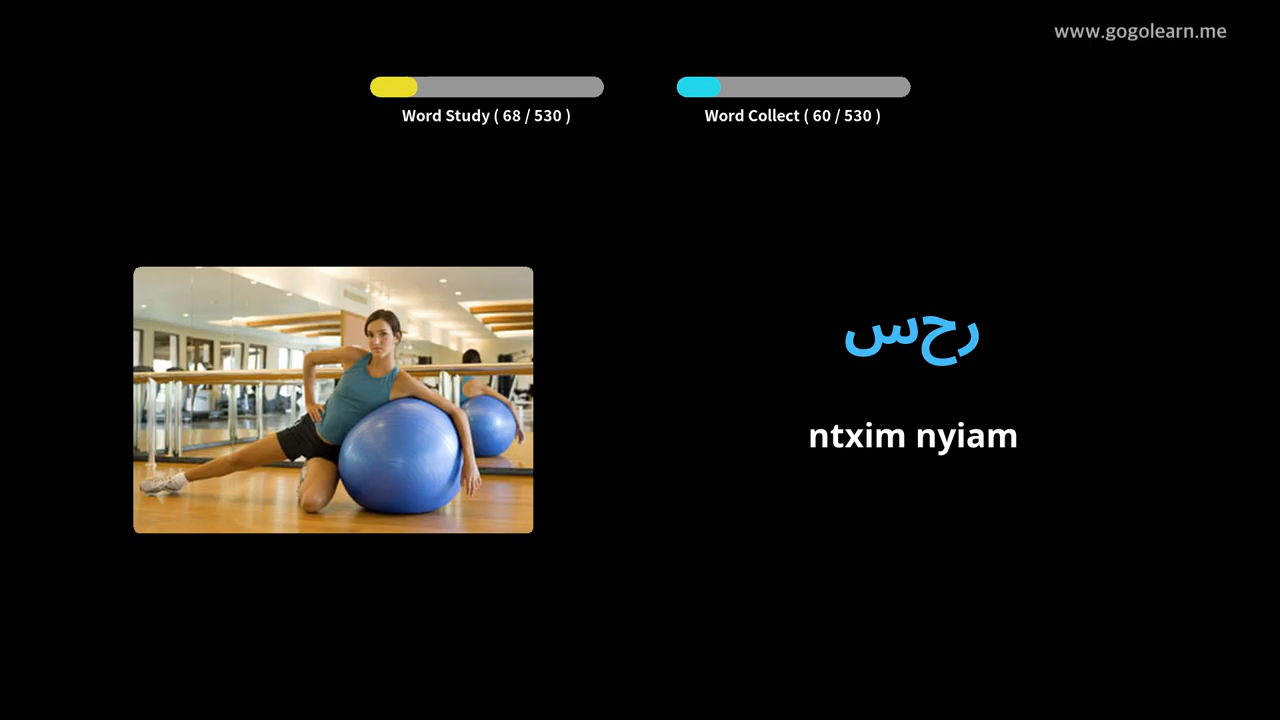 www.gogolearn.me
Word Study ( 68 / 530 )
Word Collect ( 60 / 530 )
رحس
ntxim nyiam